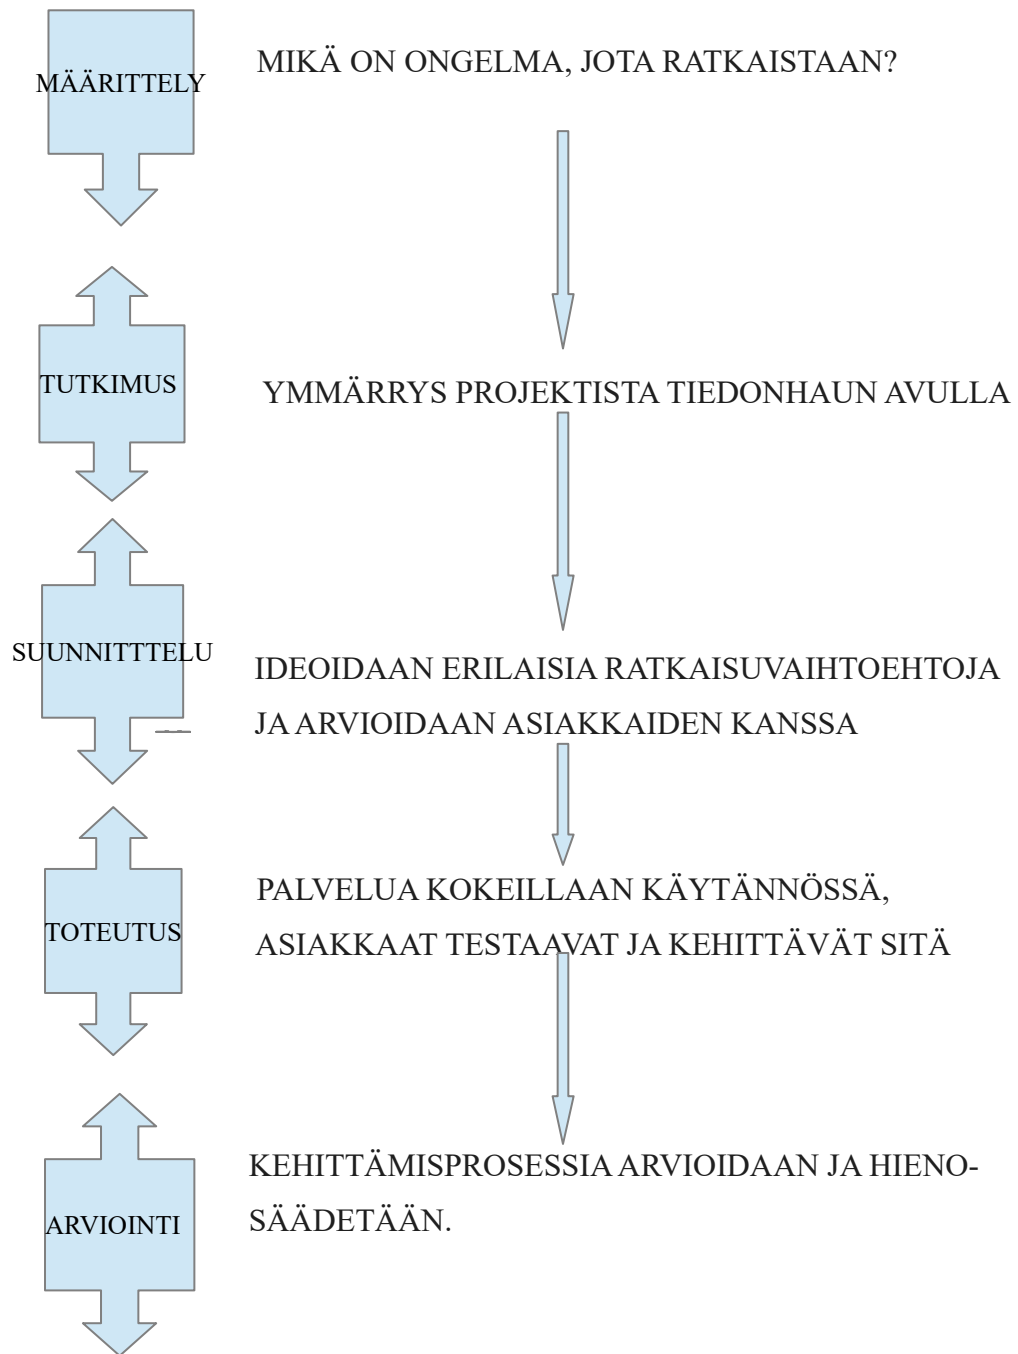 MÄÄRITTELY
MIKÄ ON ONGELMA, JOTA RATKAISTAAN?
TUTKIMUS
YMMÄRRYS PROJEKTISTA TIEDONHAUN AVULLA
SUUNNITTTELU
IDEOIDAAN ERILAISIA RATKAISUVAIHTOEHTOJA
JA ARVIOIDAAN ASIAKKAIDEN KANSSA
TOTEUTUS
PALVELUA KOKEILLAAN KÄYTÄNNÖSSÄ,
ASIAKKAAT TESTAAVAT JA KEHITTÄVÄT SITÄ
ARVIOINTI
KEHITTÄMISPROSESSIA ARVIOIDAAN JA HIENO-
SÄÄDETÄÄN.